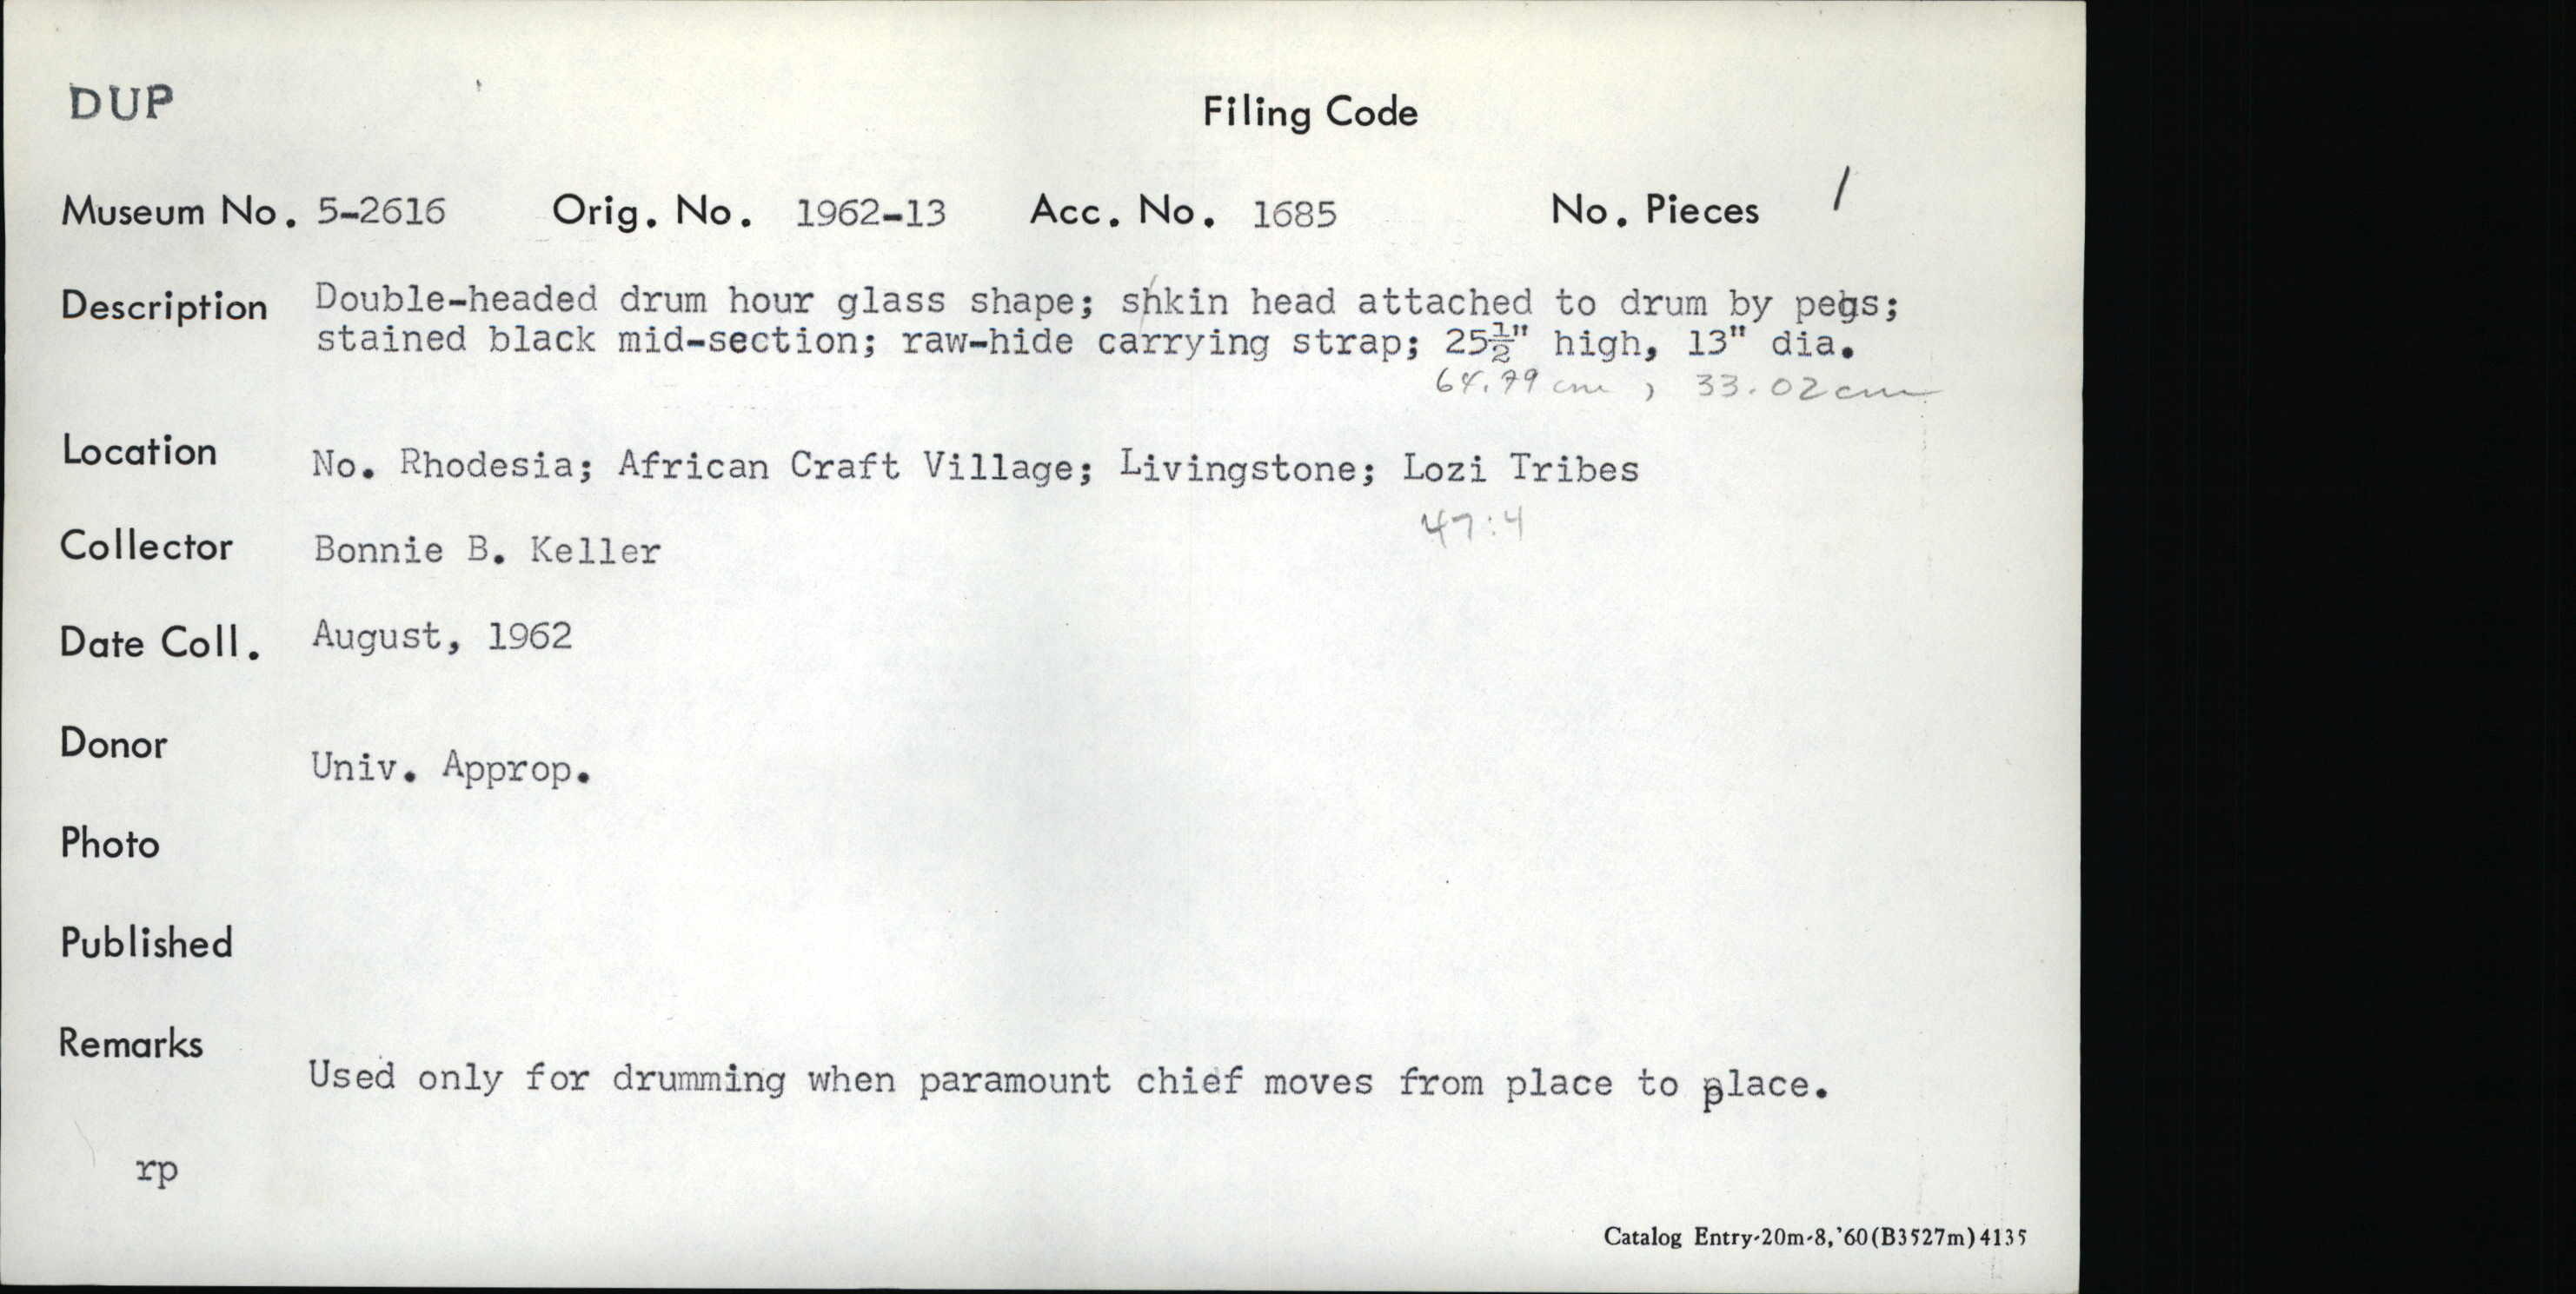 DUP
Filing Code
Museum No. 5-2616 Orig. No. 1962-13 Acc. No. 1685 No. Pieces 1
Description Double-headed drum hour glass shape; shkin head attached to drum by pegs;
stained black mid-section; raw-hide carrying strap; 25½" high, 13" dia.
64.79 cm , 33.02 cm
Location No. Rhodesia; African Craft Village; Livingstone; Lozi Tribes
47:4
Collector Bonnie B. Keller
Date Coll. August, 1962
Donor Univ. Approp.
Photo
Published
Remarks
Used only for drumming when paramount chief moves from place to place.
rp
Catalog Entry-20m-8,'60(B3527m)4135